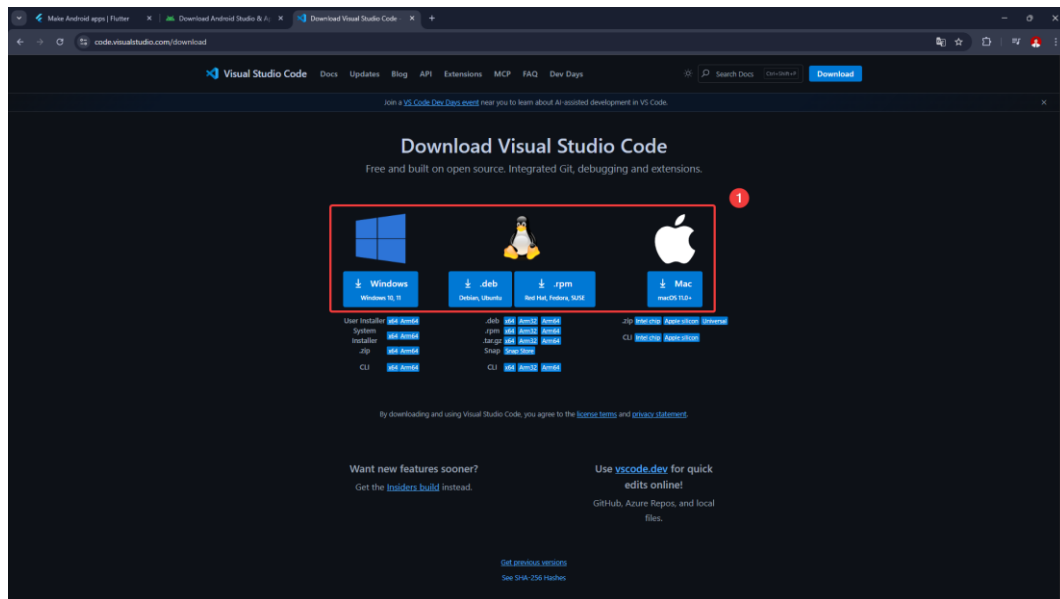 Make Android apps | Flutter
Download Android Studio & A
Download Visual Studio Code -
code.visualstudio.com/download
Visual Studio Code Docs Updates Blog API Extensions MCP FAQ Dev Days Search Docs Ctrl+Shift+P Download
Join a VS Code Dev Days event near you to learn about AI-assisted development in VS Code.
Download Visual Studio Code
Free and built on open source. Integrated Git, debugging and extensions.
1
Windows
Windows 10, 11
.deb
Debian, Ubuntu
.rpm
Red Hat, Fedora, SUSE
Mac
macOS 11.0+
User Installer x64 Arm64
System Installer x64 Arm64
.zip x64 Arm64
CLI x64 Arm64
.deb x64 Arm32 Arm64
.rpm x64 Arm32 Arm64
.tar.gz x64 Arm32 Arm64
Snap Snap Store
CLI x64 Arm32 Arm64
.zip Intel chip Apple silicon Universal
CLI Intel chip Apple silicon
By downloading and using Visual Studio Code, you agree to the license terms and privacy statement.
Want new features sooner?
Get the Insiders build instead.
Use vscode.dev for quick
edits online!
GitHub, Azure Repos, and local
files.
Get previous versions
See SHA-256 Hashes